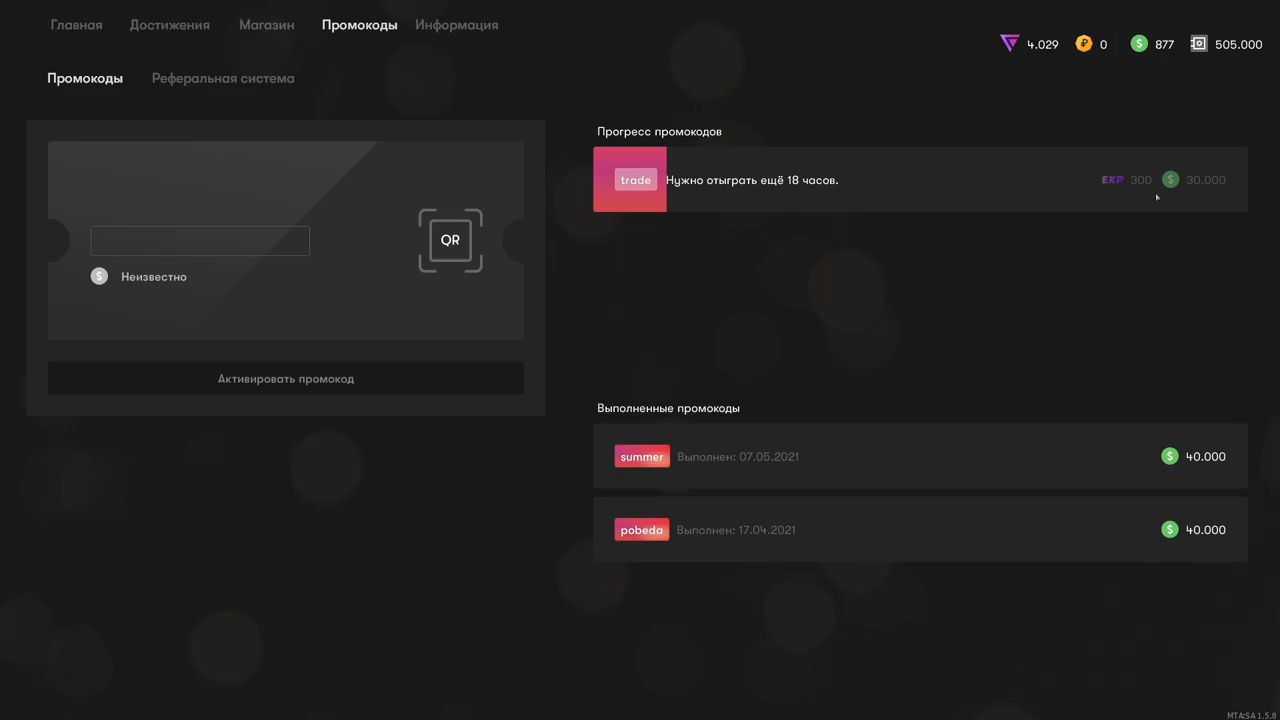 Главная Достижения Магазин Промокоды Информация
4.029 0 877 505.000
Промокоды Реферальная система
Прогресс промокодов
trade Нужно отыграть ещё 18 часов. EXP 300 $ 30.000
QR
$ Неизвестно
Активировать промокод
Выполненные промокоды
summer Выполнен: 07.05.2021 $ 40.000
pobeda Выполнен: 17.04.2021 $ 40.000
MTA:SA 1.5.8